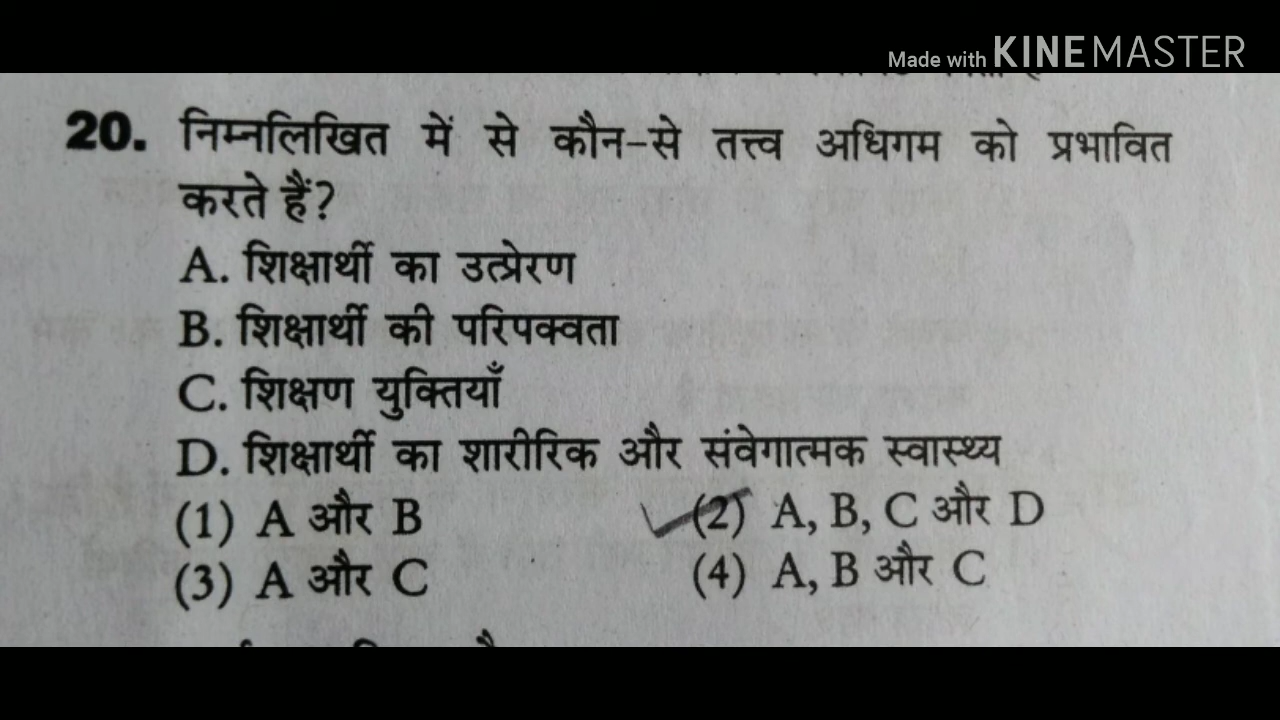 Made with KINEMASTER
20. निम्नलिखित में से कौन-से तत्त्व अधिगम को प्रभावित
करते हैं?
A. शिक्षार्थी का उत्प्रेरण
B. शिक्षार्थी की परिपक्वता
C. शिक्षण युक्तियाँ
D. शिक्षार्थी का शारीरिक और संवेगात्मक स्वास्थ्य
(1) A और B (2) A, B, C और D
(3) A और C (4) A, B और C